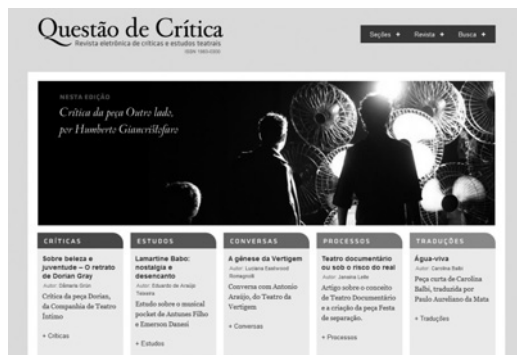 Questão de Crítica
Revista eletrônica de críticas e estudos teatrais
ISSN 1983-0300
Seções + Revista + Busca +
NESTA EDIÇÃO
Crítica da peça Outro lado,
por Humberto Giancristofaro
CRÍTICAS
Sobre beleza e
juventude – O retrato
de Dorian Gray
Autor:
Crítica da peça Dorian,
da Companhia de Teatro
Íntimo
+ Críticas
ESTUDOS
Lamartine Babo:
nostalgia e
desencanto
Autor: Eduardo de Araújo
Teixeira
Estudo sobre o musical
pocket de Antunes Filho
e Emerson Danesi
+ Estudos
CONVERSAS
A gênese da Vertigem
Autor: Luciana Eastwood
Romagnolli
Conversa com Antonio
Araújo, do Teatro da
Vertigem
+ Conversas
PROCESSOS
Teatro documentário
ou sob o risco do real
Autor: Janaina Leite
Artigo sobre o conceito
de Teatro Documentário
e a criação da peça Festa
de separação.
+ Processos
TRADUÇÕES
Água-viva
Autor: Carolina Balbi
Peça curta de Carolina
Balbi, traduzida por
Paulo Aureliano da Mata
+ Traduções